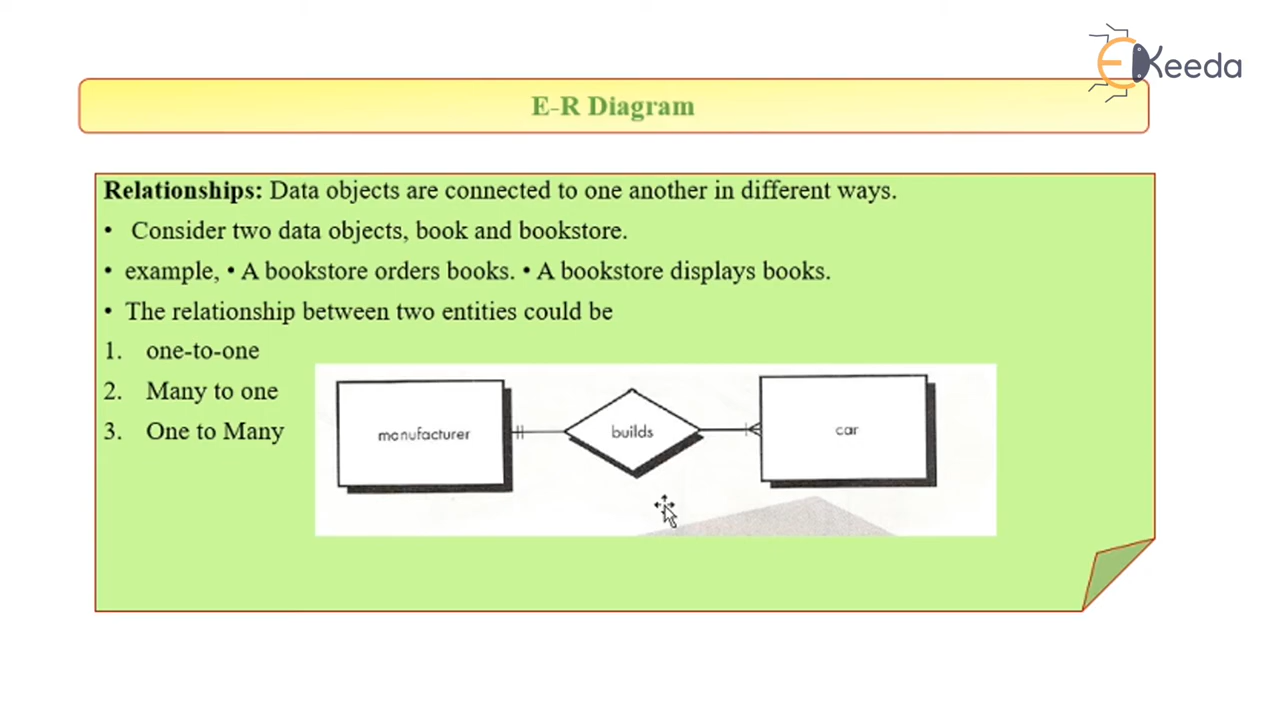 EKeeda
E-R Diagram
Relationships: Data objects are connected to one another in different ways.
• Consider two data objects, book and bookstore.
• example, • A bookstore orders books. • A bookstore displays books.
• The relationship between two entities could be
1. one-to-one
2. Many to one
3. One to Many
manufacturer builds car